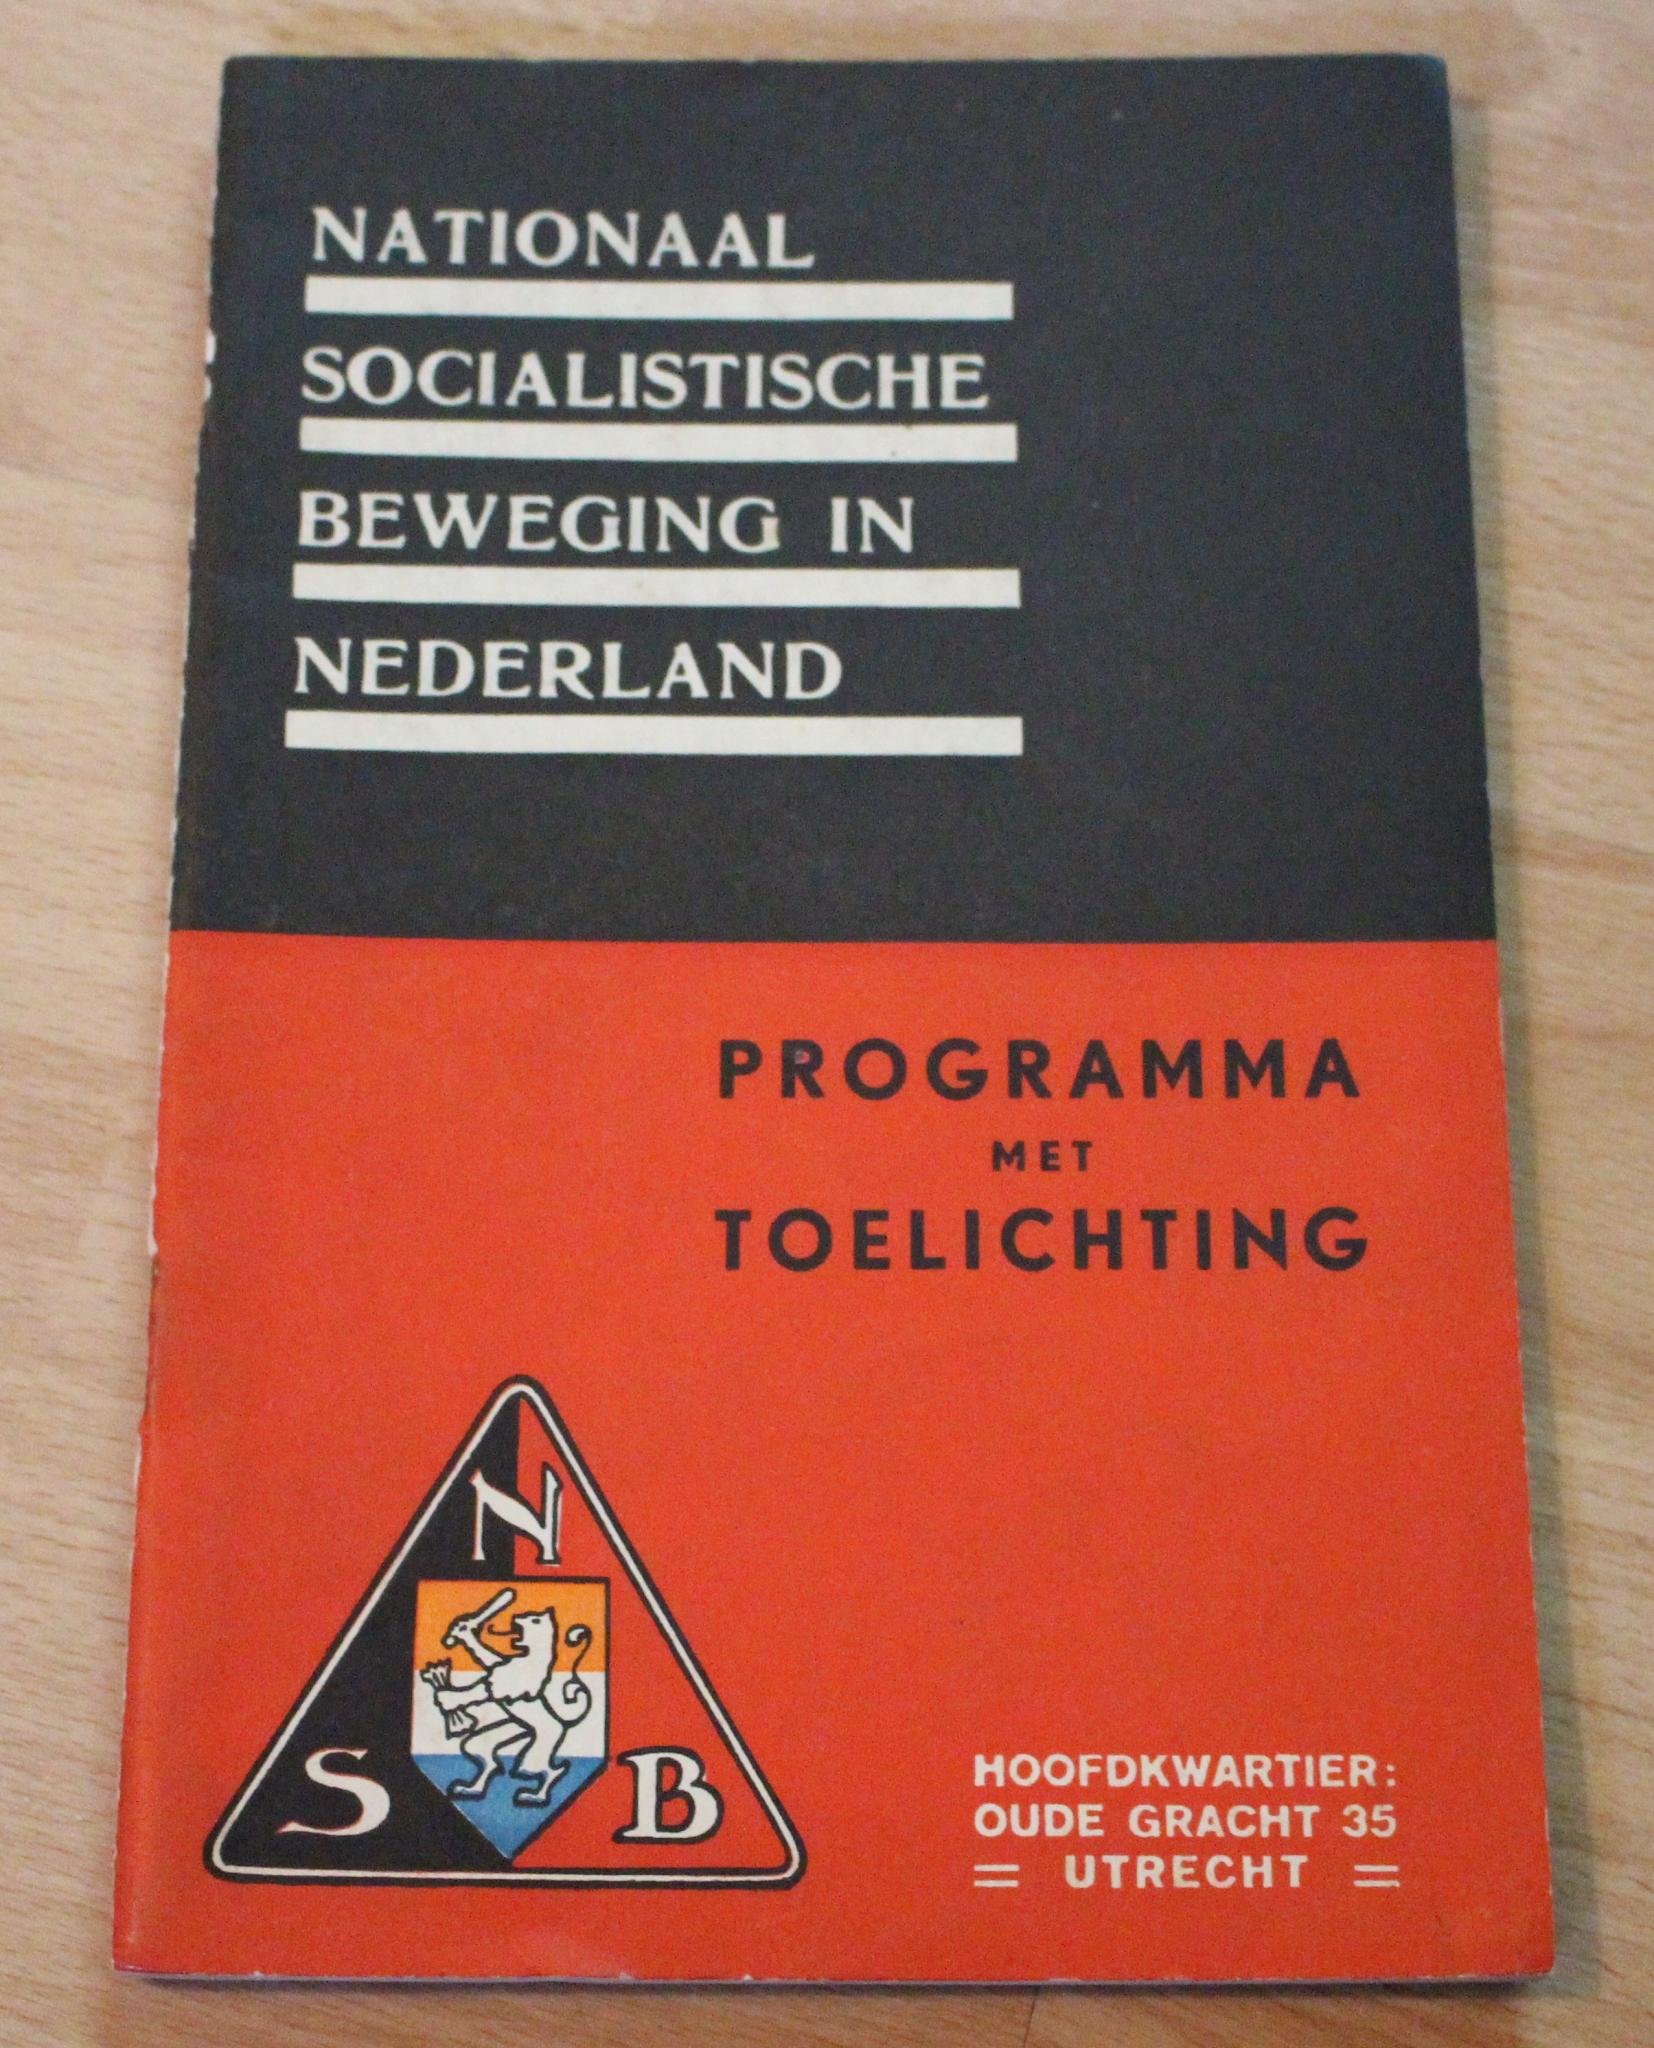 NATIONAAL
SOCIALISTISCHE
BEWEGING IN
NEDERLAND
PROGRAMMA
MET
TOELICHTING
N
S B
HOOFDKWARTIER:
OUDE GRACHT 35
= UTRECHT =